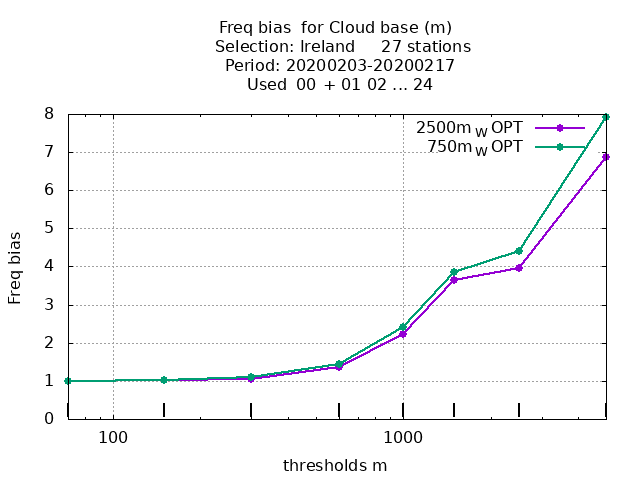 Freq bias  for Cloud base (m)
Selection: Ireland     27 stations
Period: 20200203-20200217
Used  00 + 01 02 ... 24
2500m W OPT
750m W OPT
8
7
6
5
4
3
2
1
0
Freq bias
100
1000
thresholds m